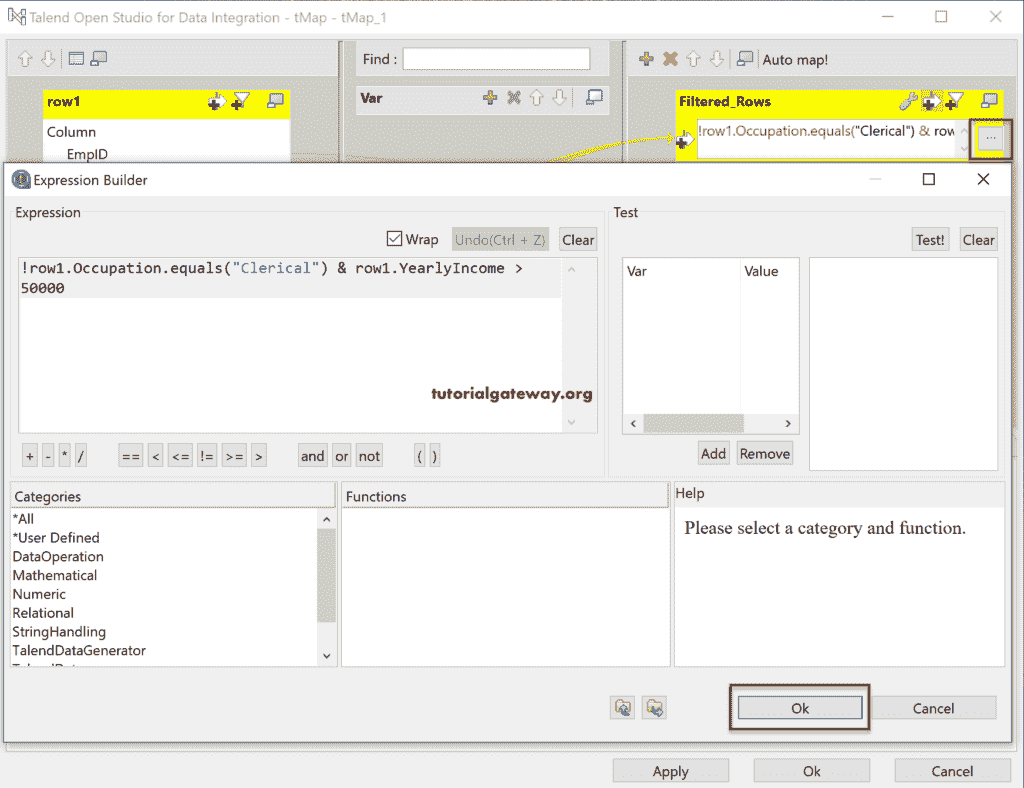 Talend Open Studio for Data Integration - tMap - tMap_1
Find :
Auto map!
row1
Var
Filtered_Rows
Column
EmpID
!row1.Occupation.equals("Clerical") & row
...
Expression Builder
Expression
Test
Wrap
Undo(Ctrl + Z)
Clear
Test!
Clear
!row1.Occupation.equals("Clerical") & row1.YearlyIncome >
50000
Var
Value
tutorialgateway.org
+ - * / == < <= != >= > and or not ( )
Add
Remove
Categories
Functions
Help
*All
*User Defined
DataOperation
Mathematical
Numeric
Relational
StringHandling
TalendDataGenerator
Please select a category and function.
Ok
Cancel
Apply
Ok
Cancel